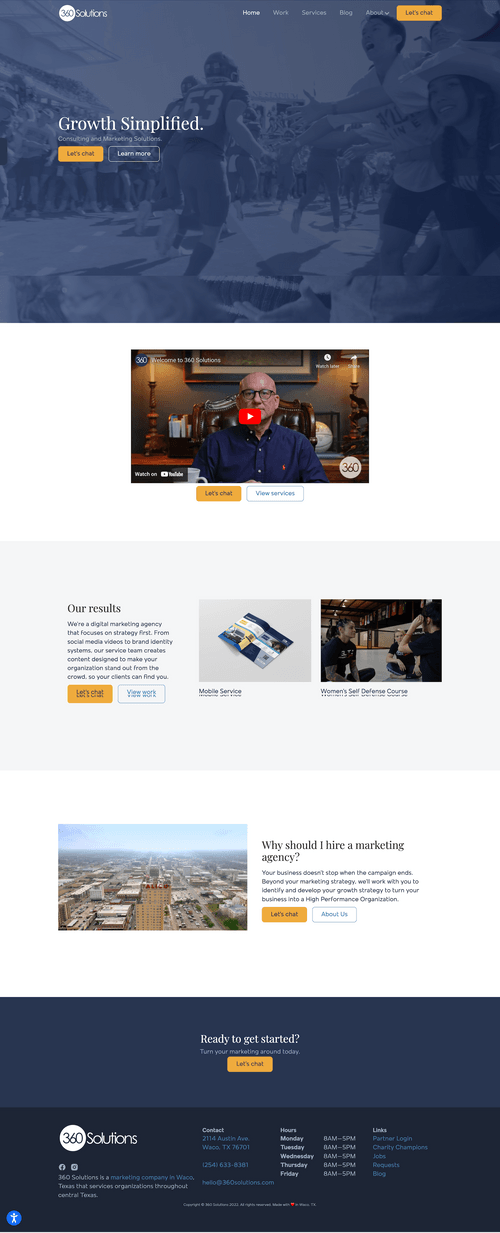 360 Solutions
Home Work Services Blog About Let's chat
Growth Simplified.
Consulting and Marketing Solutions.
Let's chat Learn more
360 Welcome to 360 Solutions
Watch later Share
360
Watch on YouTube
Let's chat View services
Our results
We're a digital marketing agency
that focuses on strategy first. From
social media videos to brand identity
systems, our service team creates
content designed to make your
organization stand out from the
crowd, so your clients can find you.
Let's chat View work
Mobile Service
Women's Self Defense Course
Why should I hire a marketing
agency?
Your business doesn't stop when the campaign ends.
Beyond your marketing strategy, we'll work with you to
identify and develop your growth strategy to turn your
business into a High Performance Organization.
Let's chat About Us
Ready to get started?
Turn your marketing around today.
Let's chat
360 Solutions
360 Solutions is a marketing company in Waco,
Texas that services organizations throughout
central Texas.
Contact
2114 Austin Ave.
Waco, TX 76701
(254) 633-8381
hello@360solutions.com
Hours
Monday 8AM—5PM
Tuesday 8AM—5PM
Wednesday 8AM—5PM
Thursday 8AM—5PM
Friday 8AM—5PM
Links
Partner Login
Charity Champions
Jobs
Requests
Blog
Copyright © 360 Solutions 2022. All rights reserved. Made with ❤ in Waco, TX